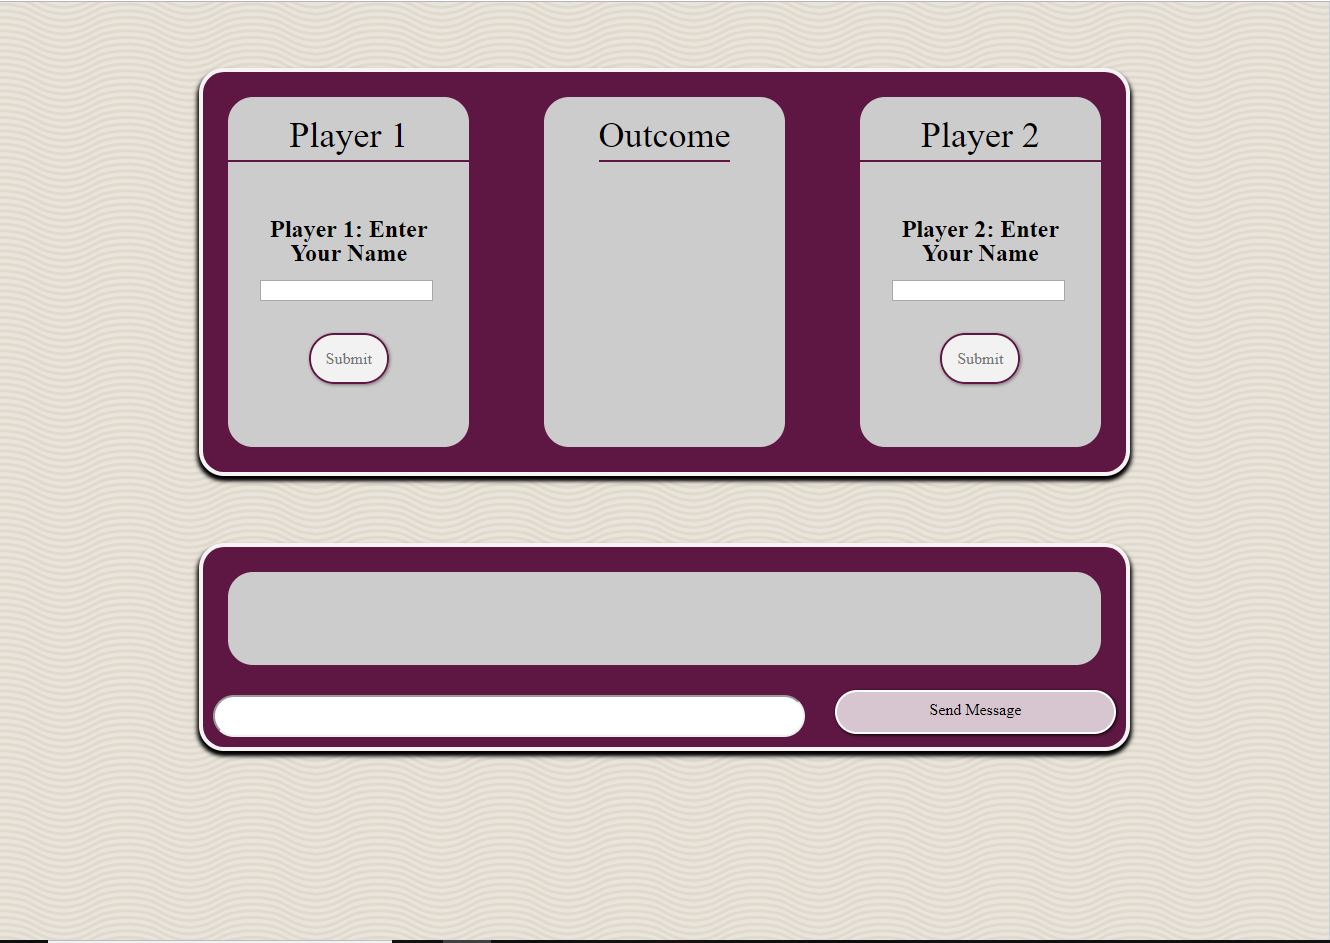 Player 1
Outcome
Player 2
Player 1: Enter
Your Name
Player 2: Enter
Your Name
Submit
Submit
Send Message